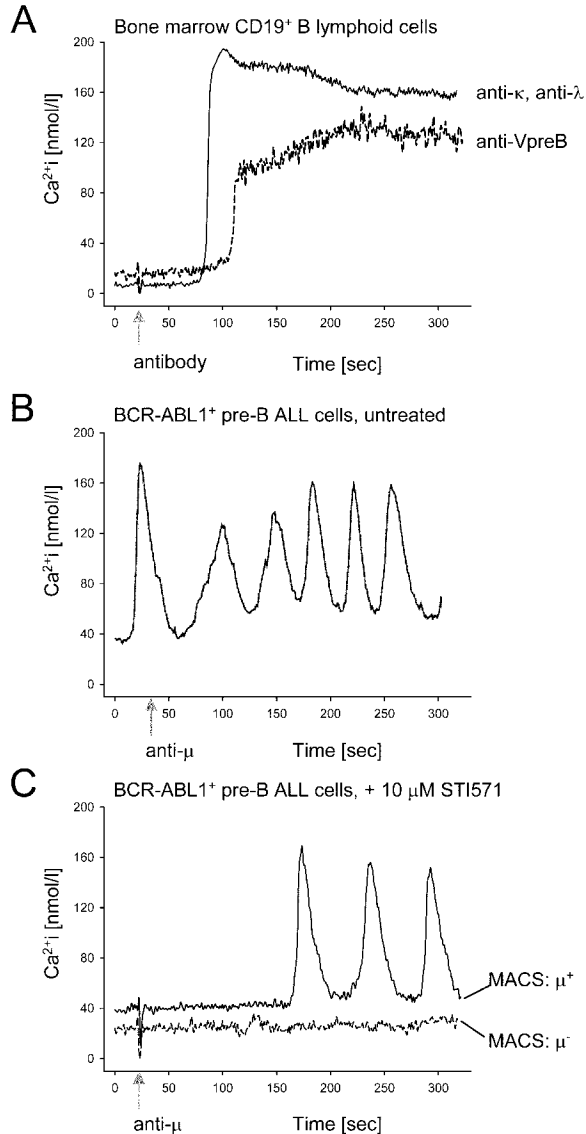 A
Bone marrow CD19⁺ B lymphoid cells
200
160
120
80
40
0
Ca²⁺i [nmol/l]
anti-κ, anti-λ
anti-VpreB
0 50 100 150 200 250 300
antibody
Time [sec]
B
BCR-ABL1⁺ pre-B ALL cells, untreated
200
160
120
80
40
0
Ca²⁺i [nmol/l]
0 50 100 150 200 250 300
anti-μ
Time [sec]
C
BCR-ABL1⁺ pre-B ALL cells, + 10 μM STI571
200
160
120
80
40
0
Ca²⁺i [nmol/l]
MACS: μ⁺
MACS: μ⁻
0 50 100 150 200 250 300
anti-μ
Time [sec]